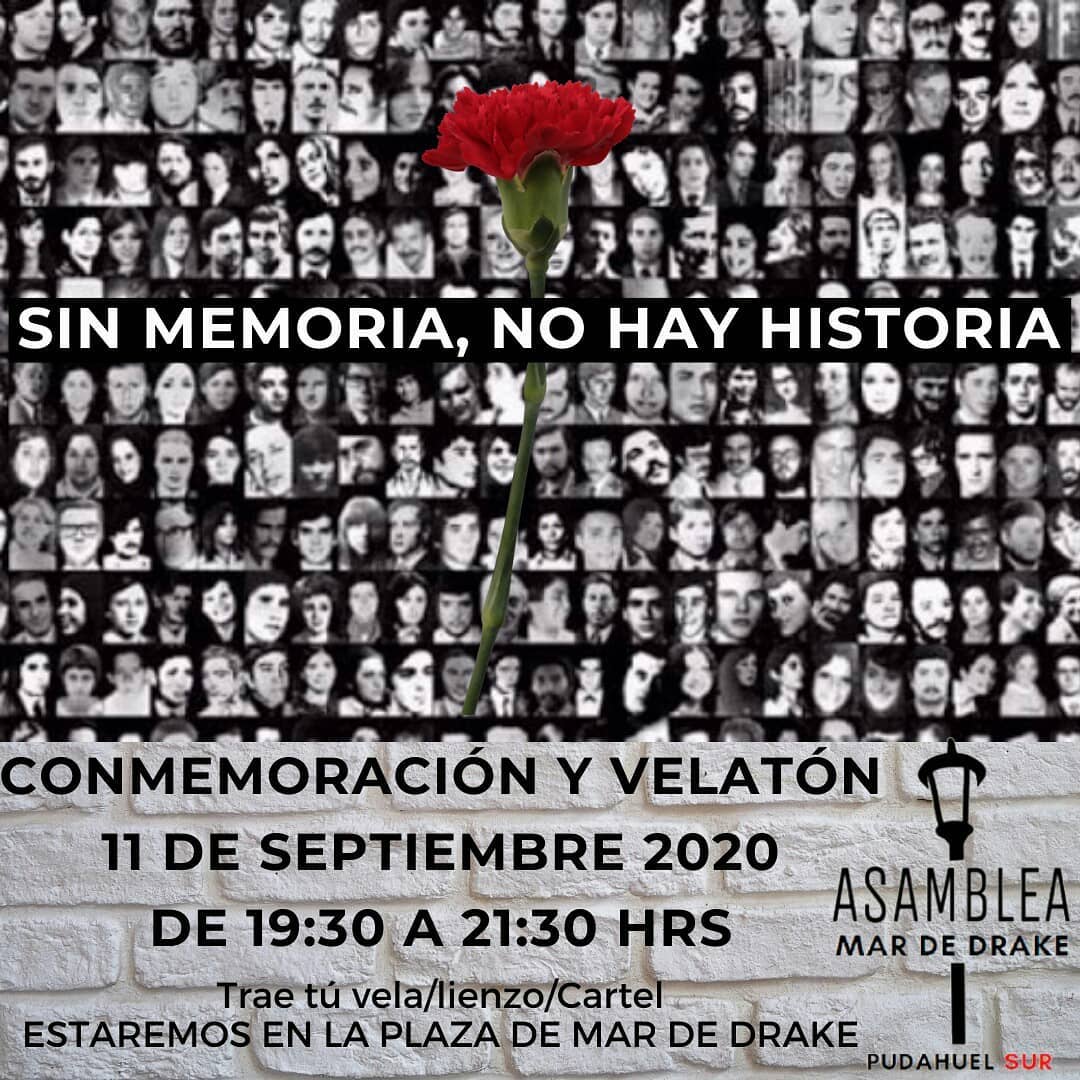 SIN MEMORIA, NO HAY HISTORIA
CONMEMORACIÓN Y VELATÓN
11 DE SEPTIEMBRE 2020
DE 19:30 A 21:30 HRS
Trae tú vela/lienzo/Cartel
ESTAREMOS EN LA PLAZA DE MAR DE DRAKE
ASAMBLEA
MAR DE DRAKE
PUDAHUEL SUR